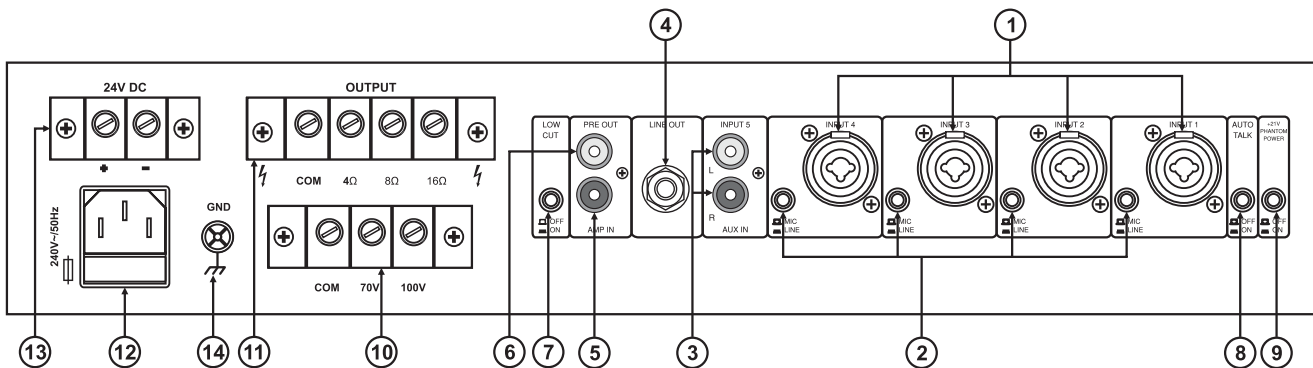 4
1
24V DC
OUTPUT
LOW CUT
PRE OUT
LINE OUT
INPUT 5
INPUT 4
INPUT 3
INPUT 2
INPUT 1
AUTO TALK
+21V PHANTOM POWER
13
+
-
6
3
L
COM 4Ω 8Ω 16Ω
R
GND
240V~/50Hz
OFF
ON
AMP IN
AUX IN
MIC
LINE
MIC
LINE
MIC
LINE
MIC
LINE
OFF
ON
OFF
ON
COM 70V 100V
13
12
14
11
10
6
7
5
3
2
8
9